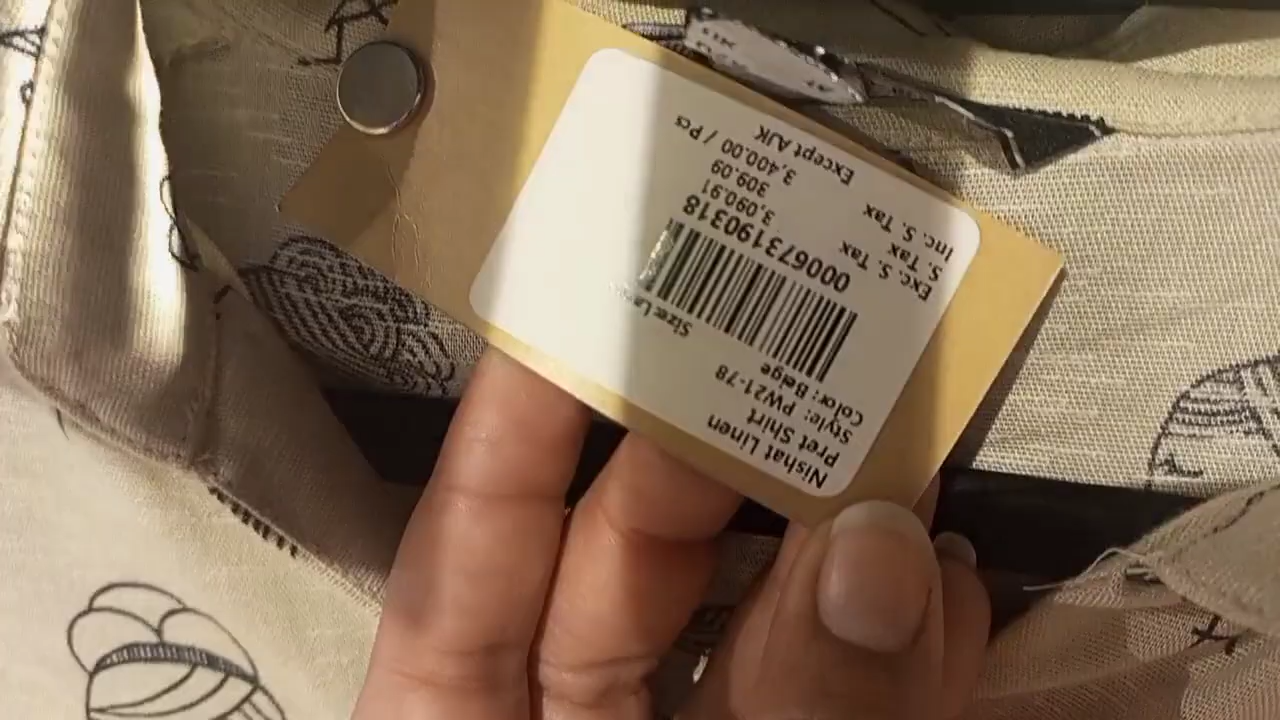 Nishat Linen
Pret Shirt
Style: PW21-78
Color: Beige
Size:
000673190318
Exc. S. Tax 3,090.91
S. Tax 309.09
Inc. S. Tax 3,400.00 / Pcs
Except AJK